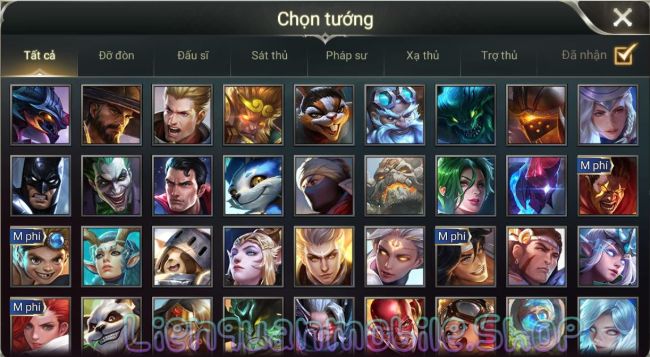 Chọn tướng
Tất cả Đỡ đòn Đấu sĩ Sát thủ Pháp sư Xạ thủ Trợ thủ Đã nhận
M phí
M phí M phí
M phí
Lienquanmobile.Shop